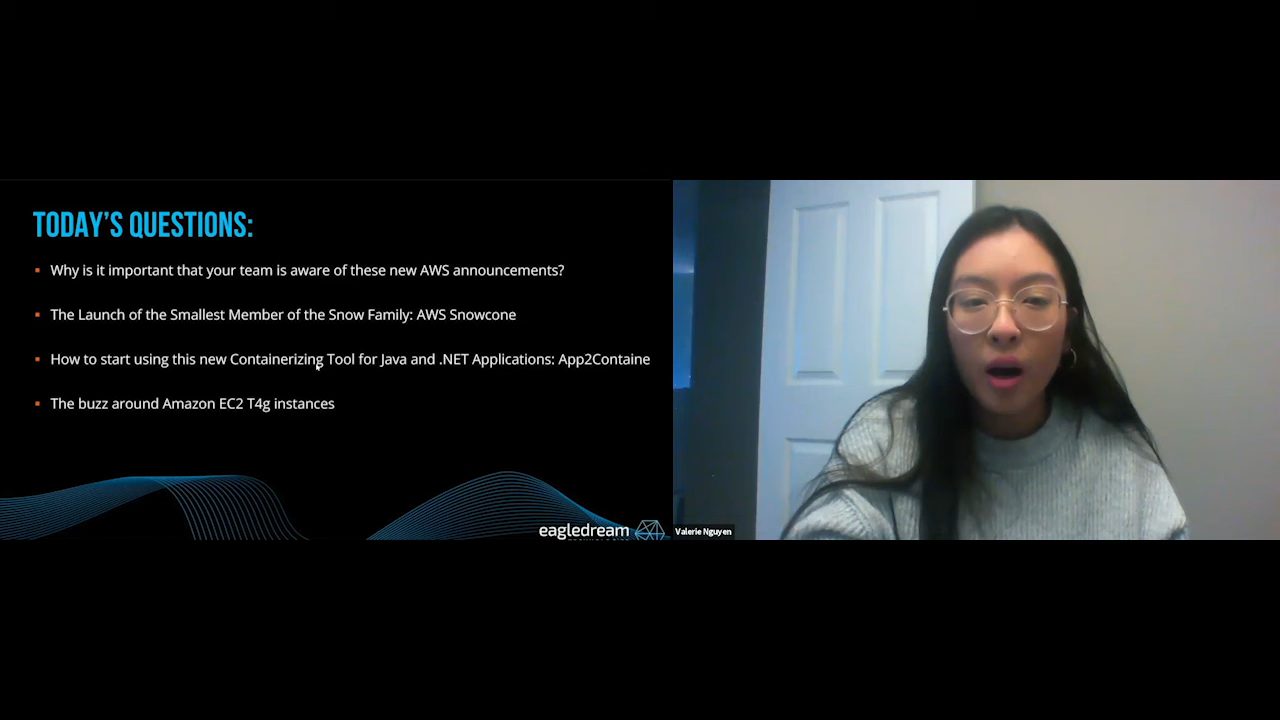 TODAY'S QUESTIONS:
▪ Why is it important that your team is aware of these new AWS announcements?
▪ The Launch of the Smallest Member of the Snow Family: AWS Snowcone
▪ How to start using this new Containerizing Tool for Java and .NET Applications: App2Containe
▪ The buzz around Amazon EC2 T4g instances
eagledream
Valerie Nguyen